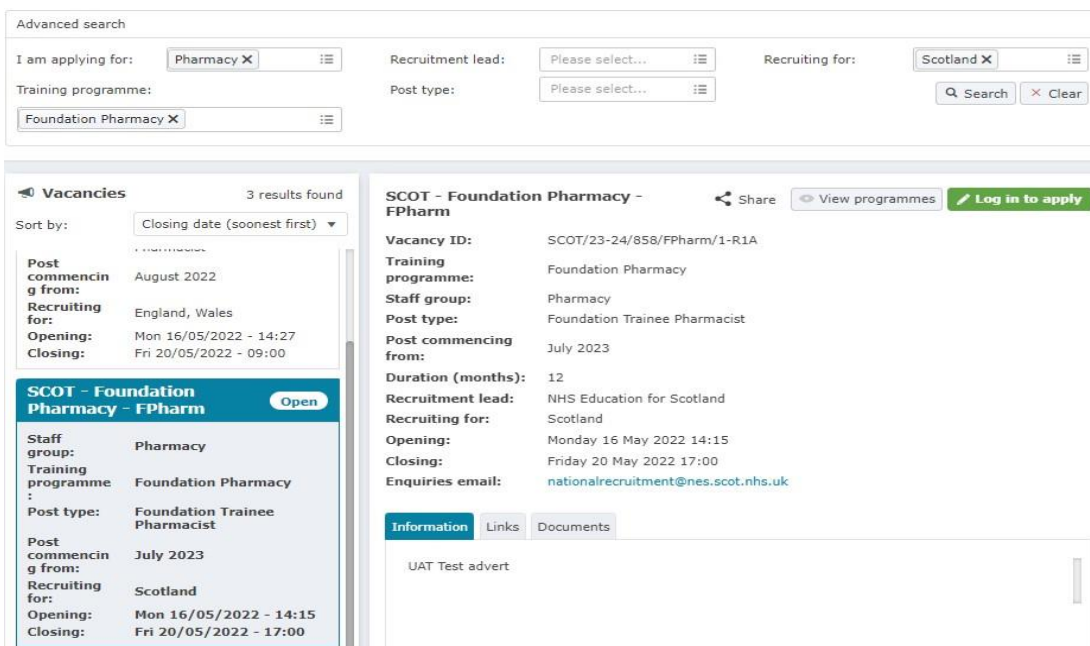 Advanced search
I am applying for: Pharmacy X Recruitment lead: Please select... Recruiting for: Scotland X
Training programme: Post type: Please select... Search X Clear
Foundation Pharmacy X
Vacancies 3 results found
Sort by: Closing date (soonest first)
Pharmacist
Post
commencin
g from: August 2022
Recruiting
for: England, Wales
Opening: Mon 16/05/2022 - 14:27
Closing: Fri 20/05/2022 - 09:00
SCOT - Foundation
Pharmacy - FPharm Open
Staff
group: Pharmacy
Training
programme
: Foundation Pharmacy
Post type: Foundation Trainee
Pharmacist
Post
commencin
g from: July 2023
Recruiting
for: Scotland
Opening: Mon 16/05/2022 - 14:15
Closing: Fri 20/05/2022 - 17:00
SCOT - Foundation Pharmacy -
FPharm Share View programmes Log in to apply
Vacancy ID: SCOT/23-24/858/FPharm/1-R1A
Training
programme: Foundation Pharmacy
Staff group: Pharmacy
Post type: Foundation Trainee Pharmacist
Post commencing
from: July 2023
Duration (months): 12
Recruitment lead: NHS Education for Scotland
Recruiting for: Scotland
Opening: Monday 16 May 2022 14:15
Closing: Friday 20 May 2022 17:00
Enquiries email: nationalrecruitment@nes.scot.nhs.uk
Information Links Documents
UAT Test advert